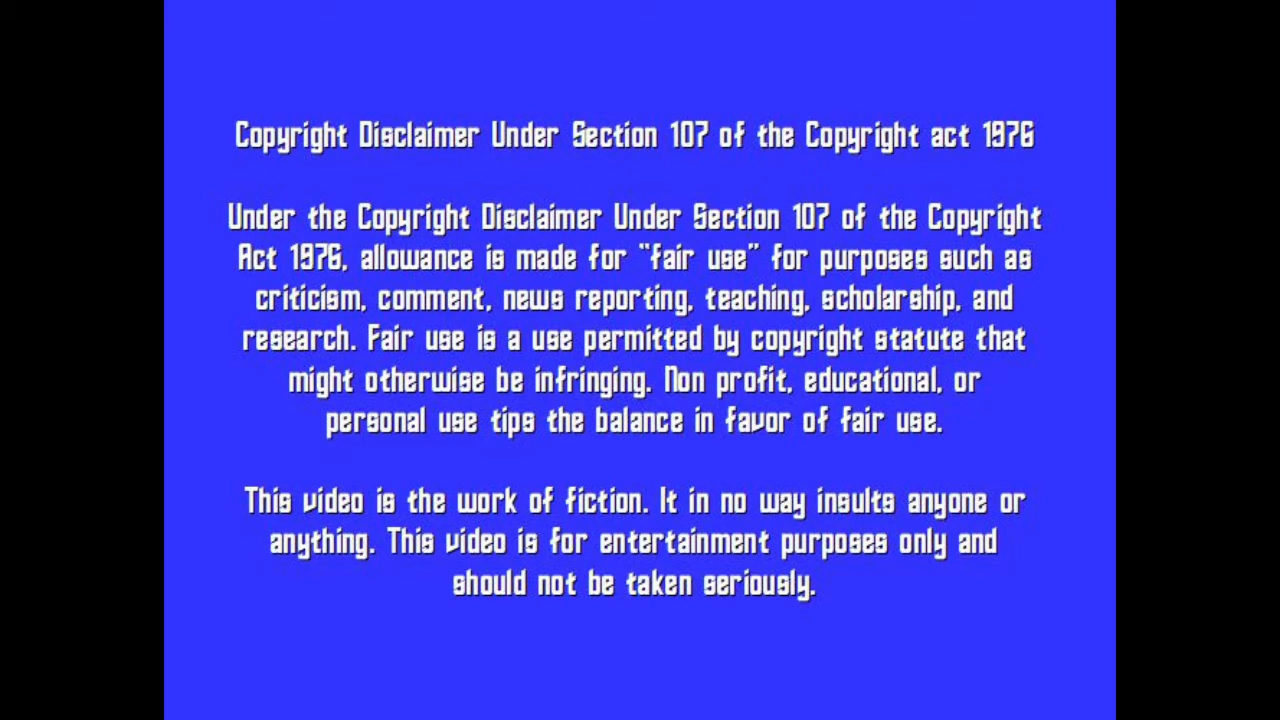 Copyright Disclaimer Under Section 107 of the Copyright act 1976
Under the Copyright Disclaimer Under Section 107 of the Copyright
Act 1976, allowance is made for "fair use" for purposes such as
criticism, comment, news reporting, teaching, scholarship, and
research. Fair use is a use permitted by copyright statute that
might otherwise be infringing. Non profit, educational, or
personal use tips the balance in favor of fair use.
This video is the work of fiction. It in no way insults anyone or
anything. This video is for entertainment purposes only and
should not be taken seriously.